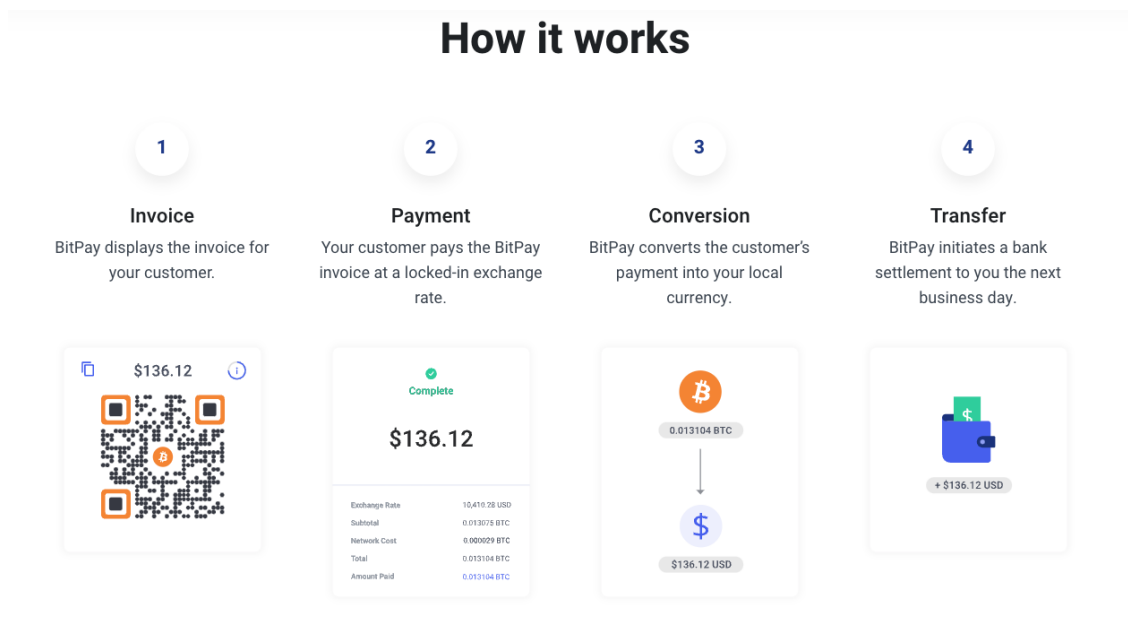 How it works
1
Invoice
BitPay displays the invoice for
your customer.
$136.12
2
Payment
Your customer pays the BitPay
invoice at a locked-in exchange
rate.
Complete
$136.12
Exchange Rate 10,410.28 USD
Subtotal 0.013075 BTC
Network Cost 0.000029 BTC
Total 0.013104 BTC
Amount Paid 0.013104 BTC
3
Conversion
BitPay converts the customer's
payment into your local
currency.
0.013104 BTC
$
$136.12 USD
4
Transfer
BitPay initiates a bank
settlement to you the next
business day.
$
+ $136.12 USD